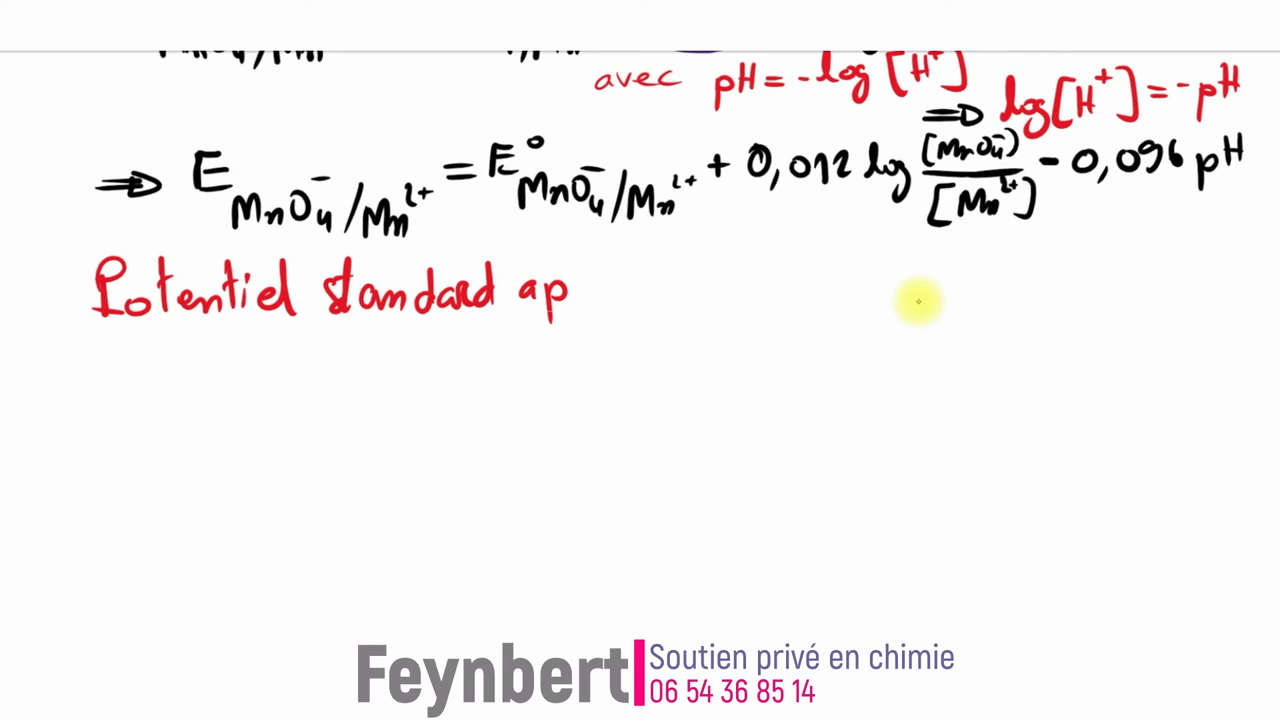 avec pH = -log [H⁺] ⇒ log [H⁺] = -pH
⇒ E MnO₄⁻/Mn²⁺ = E⁰ MnO₄⁻/Mn²⁺ + 0,012 log [MnO₄⁻]/[Mn²⁺] - 0,096 pH
Potentiel standard ap
Feynbert
Soutien privé en chimie
06 54 36 85 14